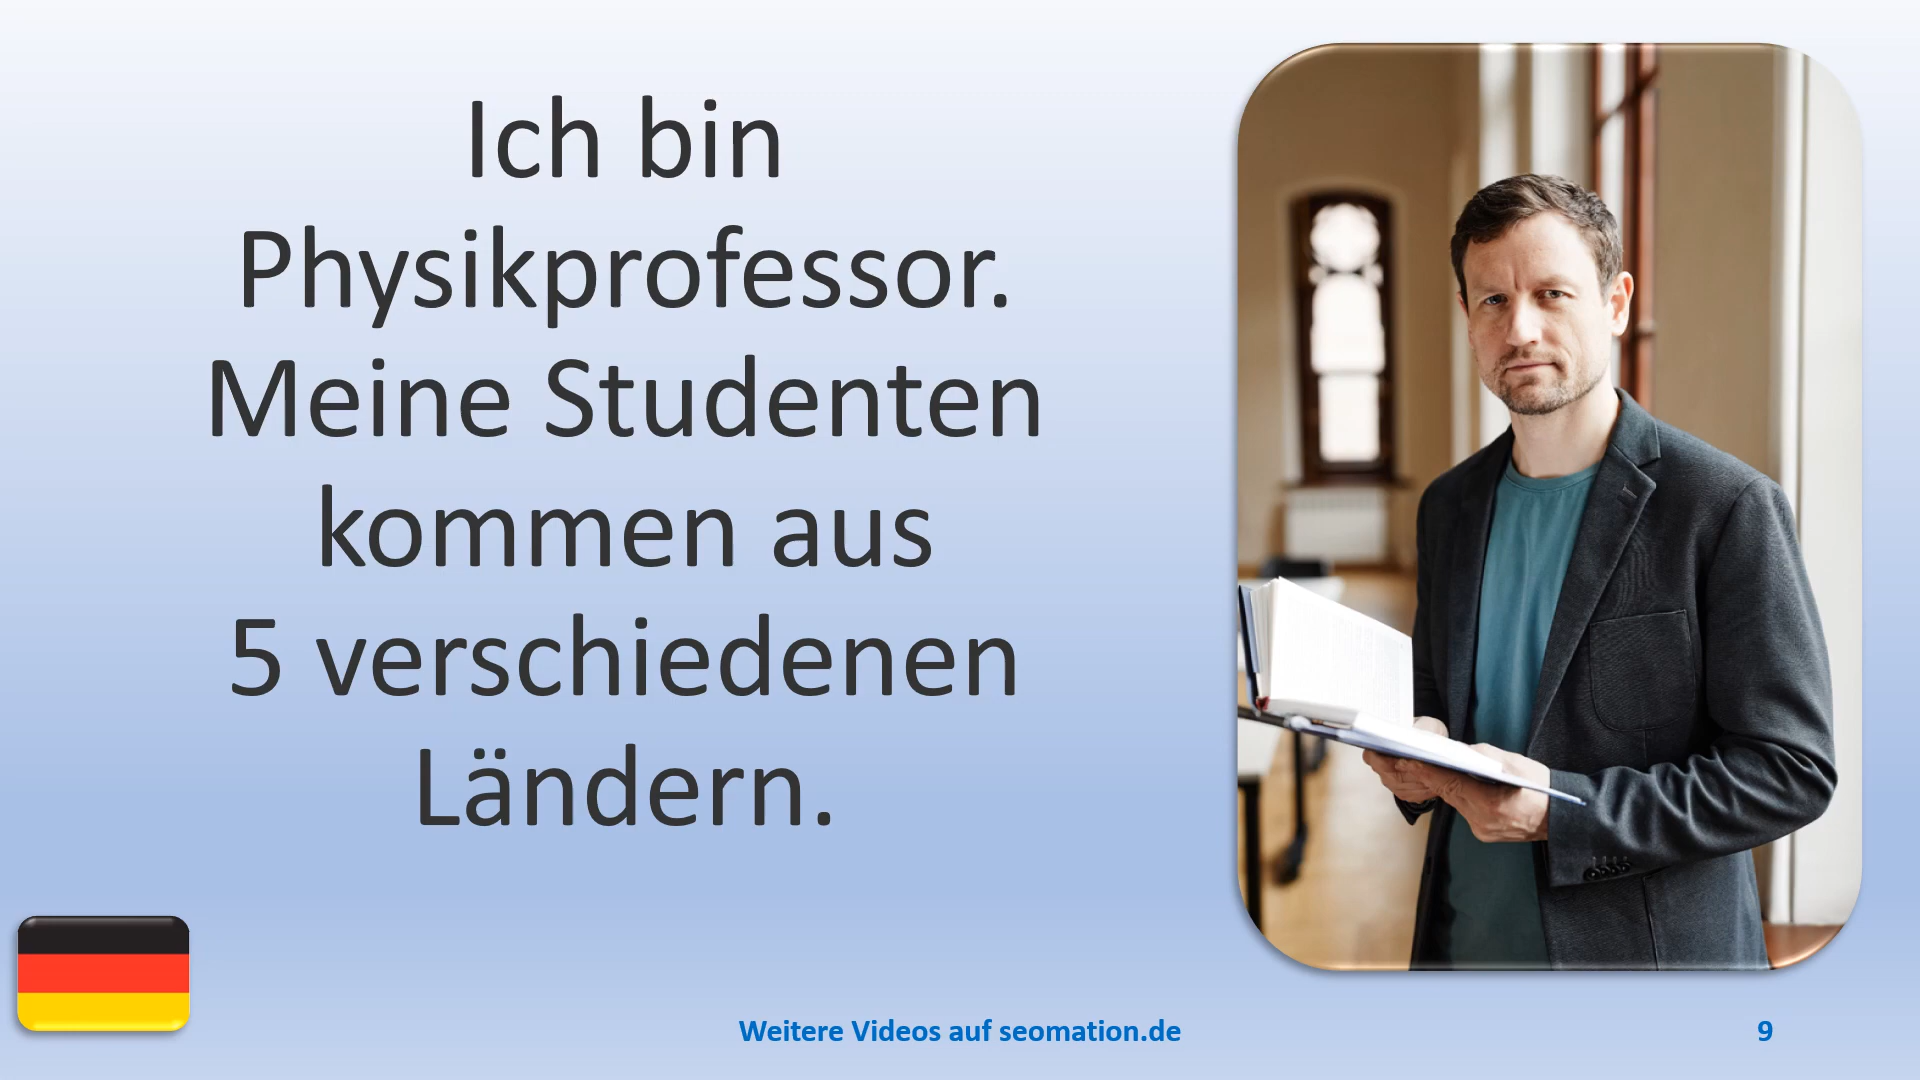 Ich bin
Physikprofessor.
Meine Studenten
kommen aus
5 verschiedenen
Ländern.
Weitere Videos auf seomation.de
9